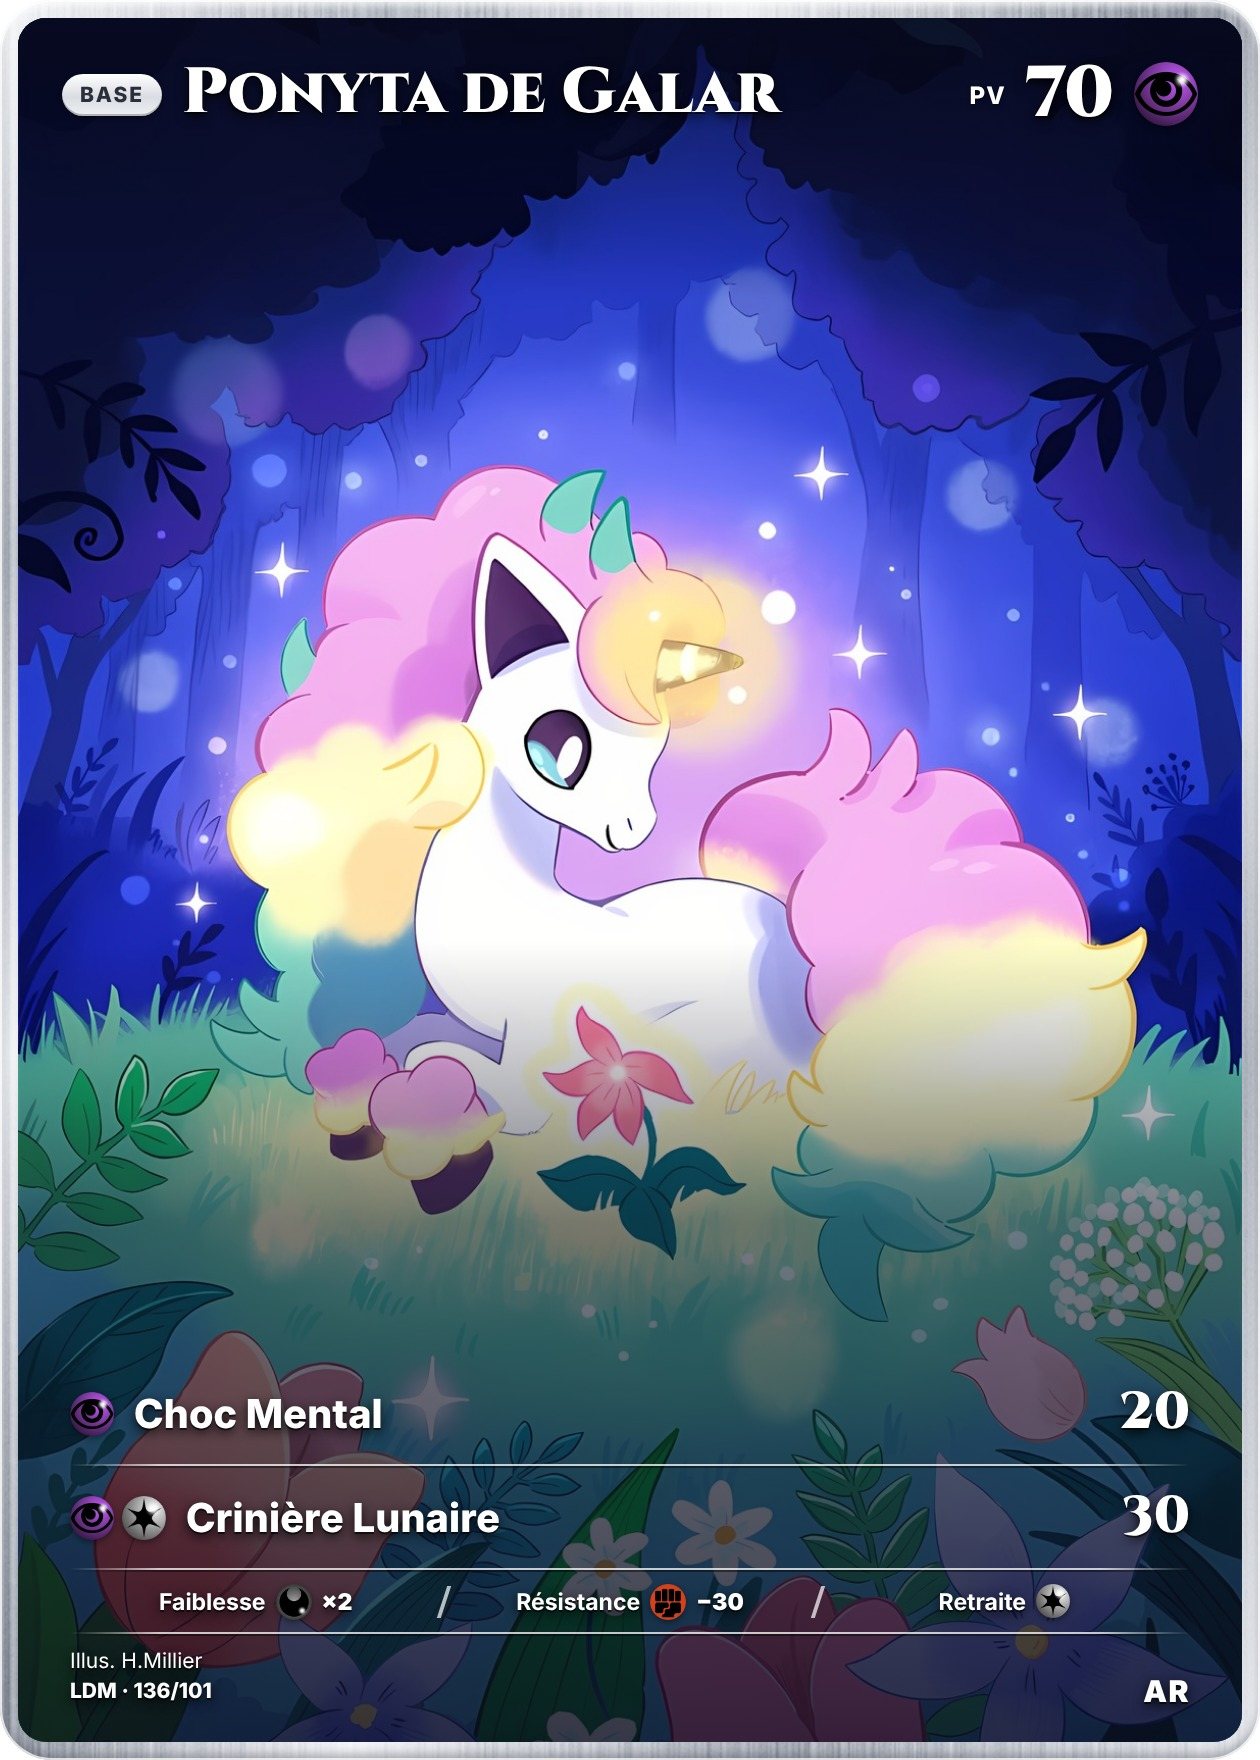 BASE PONYTA DE GALAR PV 70
Choc Mental 20
Crinière Lunaire 30
Faiblesse ×2 / Résistance −30 / Retraite
Illus. H.Millier
LDM · 136/101 AR